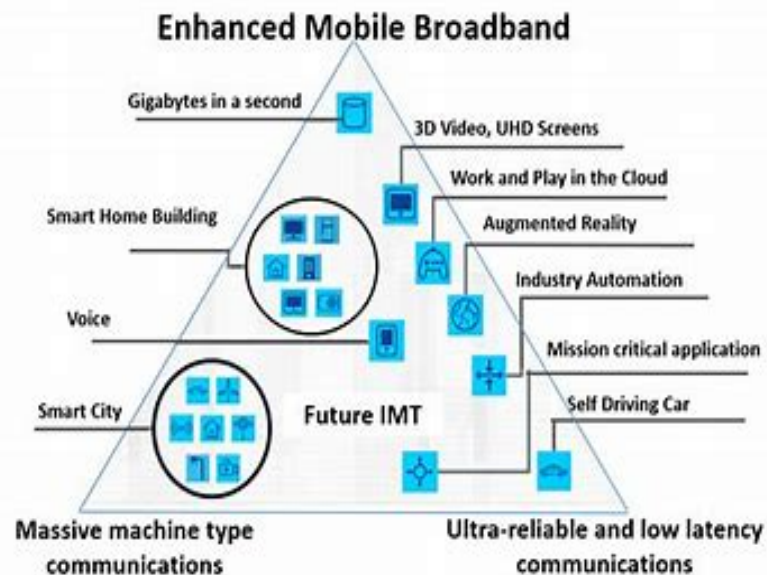 Enhanced Mobile Broadband
Gigabytes in a second
3D Video, UHD Screens
Work and Play in the Cloud
Smart Home Building
Augmented Reality
Industry Automation
Voice
Mission critical application
Smart City
Future IMT
Self Driving Car
Massive machine type
communications
Ultra-reliable and low latency
communications